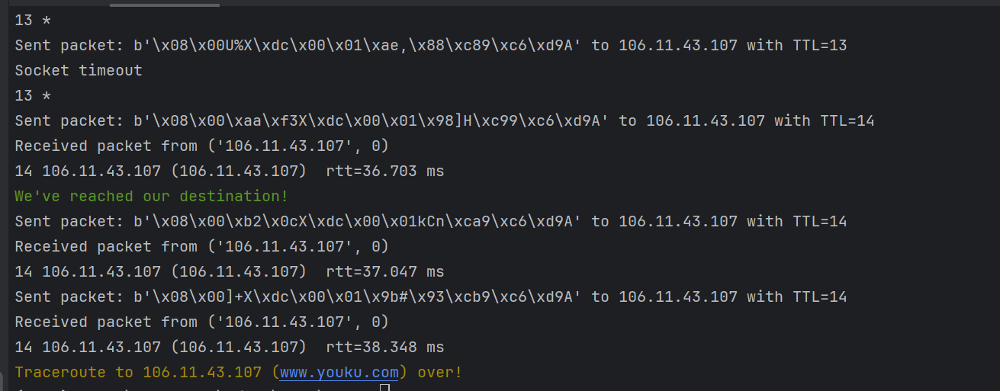 13 *
Sent packet: b'\x08\x00U%X\xdc\x00\x01\xae,\x88\xc89\xc6\xd9A' to 106.11.43.107 with TTL=13
Socket timeout
13 *
Sent packet: b'\x08\x00\xaa\xf3X\xdc\x00\x01\x98]H\xc99\xc6\xd9A' to 106.11.43.107 with TTL=14
Received packet from ('106.11.43.107', 0)
14 106.11.43.107 (106.11.43.107)  rtt=36.703 ms
We've reached our destination!
Sent packet: b'\x08\x00\xb2\x0cX\xdc\x00\x01kCn\xca9\xc6\xd9A' to 106.11.43.107 with TTL=14
Received packet from ('106.11.43.107', 0)
14 106.11.43.107 (106.11.43.107)  rtt=37.047 ms
Sent packet: b'\x08\x00]+X\xdc\x00\x01\x9b#\x93\xcb9\xc6\xd9A' to 106.11.43.107 with TTL=14
Received packet from ('106.11.43.107', 0)
14 106.11.43.107 (106.11.43.107)  rtt=38.348 ms
Traceroute to 106.11.43.107 (www.youku.com) over!